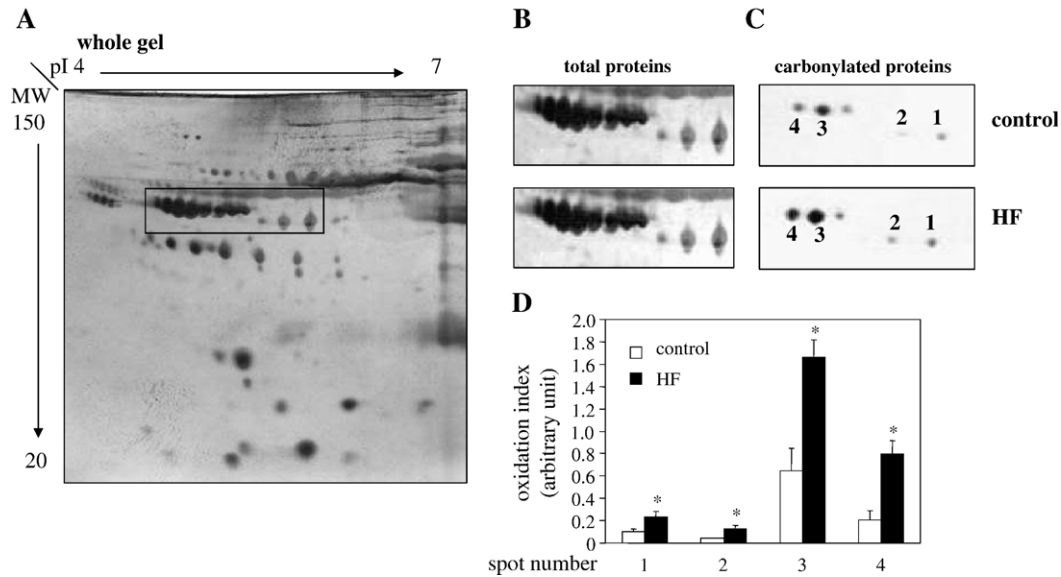 A
whole gel
pI 4 7
MW
150
20
B
total proteins
C
carbonylated proteins
4 3 2 1
control
4 3 2 1
HF
D
oxidation index
(arbitrary unit)
2.0
1.8
1.6
1.4
1.2
1.0
0.8
0.6
0.4
0.2
0
control
HF
* * * *
spot number 1 2 3 4